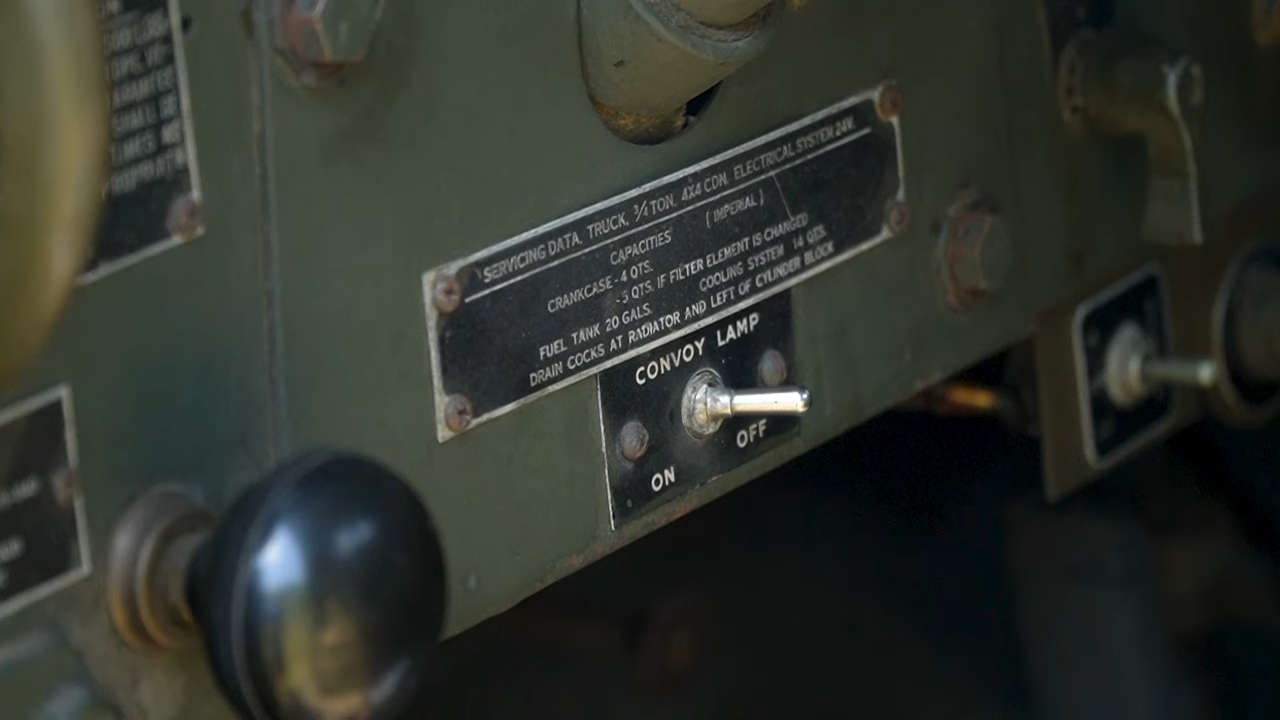 SERVICING DATA, TRUCK, 3/4 TON, 4X4 CDN. ELECTRICAL SYSTEM 24V.
CAPACITIES (IMPERIAL)
CRANKCASE - 4 QTS.
- 5 QTS. IF FILTER ELEMENT IS CHANGED
FUEL TANK 20 GALS. COOLING SYSTEM 14 QTS.
DRAIN COCKS AT RADIATOR AND LEFT OF CYLINDER BLOCK
CONVOY LAMP
ON OFF
SHALL BE